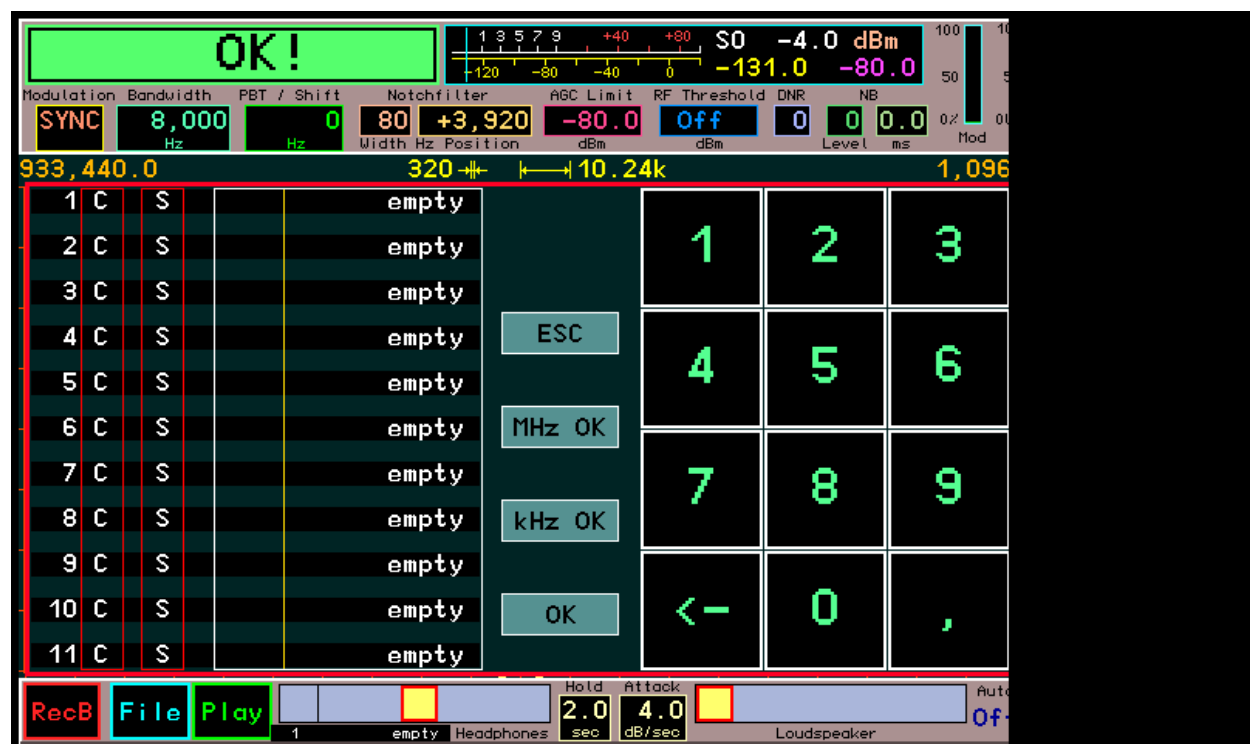 OK!
1 3 5 7 9 +40 +80 S0 -4.0 dBm
-120 -80 -40 0 -131.0 -80.0
100
50
0%
Mod
Modulation Bandwidth PBT / Shift Notchfilter AGC Limit RF Threshold DNR NB
SYNC 8,000 0 80 +3,920 -80.0 Off 0 0 0.0
Hz Hz Width Hz Position dBm dBm Level ms
933,440.0 320 10.24k 1,096
1 C S empty
2 C S empty
3 C S empty
4 C S empty
5 C S empty
6 C S empty
7 C S empty
8 C S empty
9 C S empty
10 C S empty
11 C S empty
ESC
MHz OK
kHz OK
OK
1 2 3
4 5 6
7 8 9
<- 0 ,
Hold Attack
RecB File Play 2.0 4.0
1 empty Headphones sec dB/sec Loudspeaker